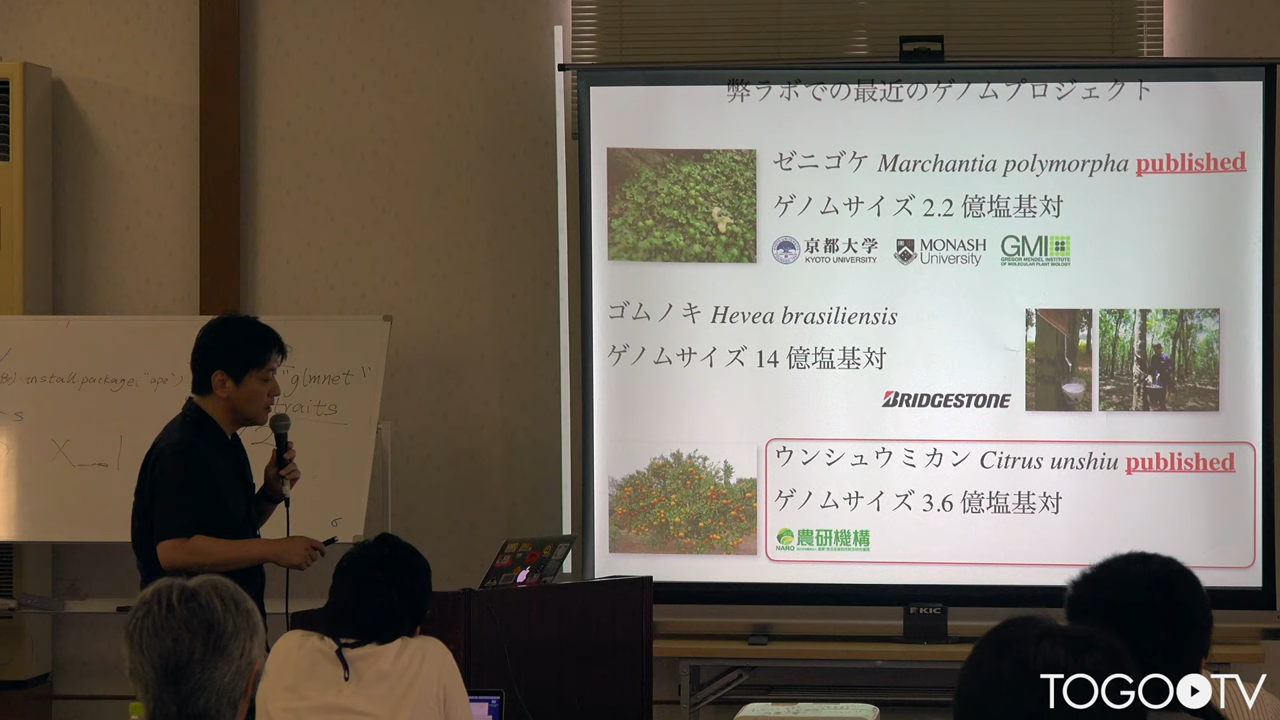 弊ラボでの最近のゲノムプロジェクト
ゼニゴケ Marchantia polymorpha published
ゲノムサイズ 2.2 億塩基対
京都大学
KYOTO UNIVERSITY
MONASH
University
GMI
GREGOR MENDEL INSTITUTE
OF MOLECULAR PLANT BIOLOGY
ゴムノキ Hevea brasiliensis
ゲノムサイズ 14 億塩基対
BRIDGESTONE
ウンシュウミカン Citrus unshiu published
ゲノムサイズ 3.6 億塩基対
NARO
農研機構
install.package("ape")
"glmnet"
traits
KIC
TOGO TV